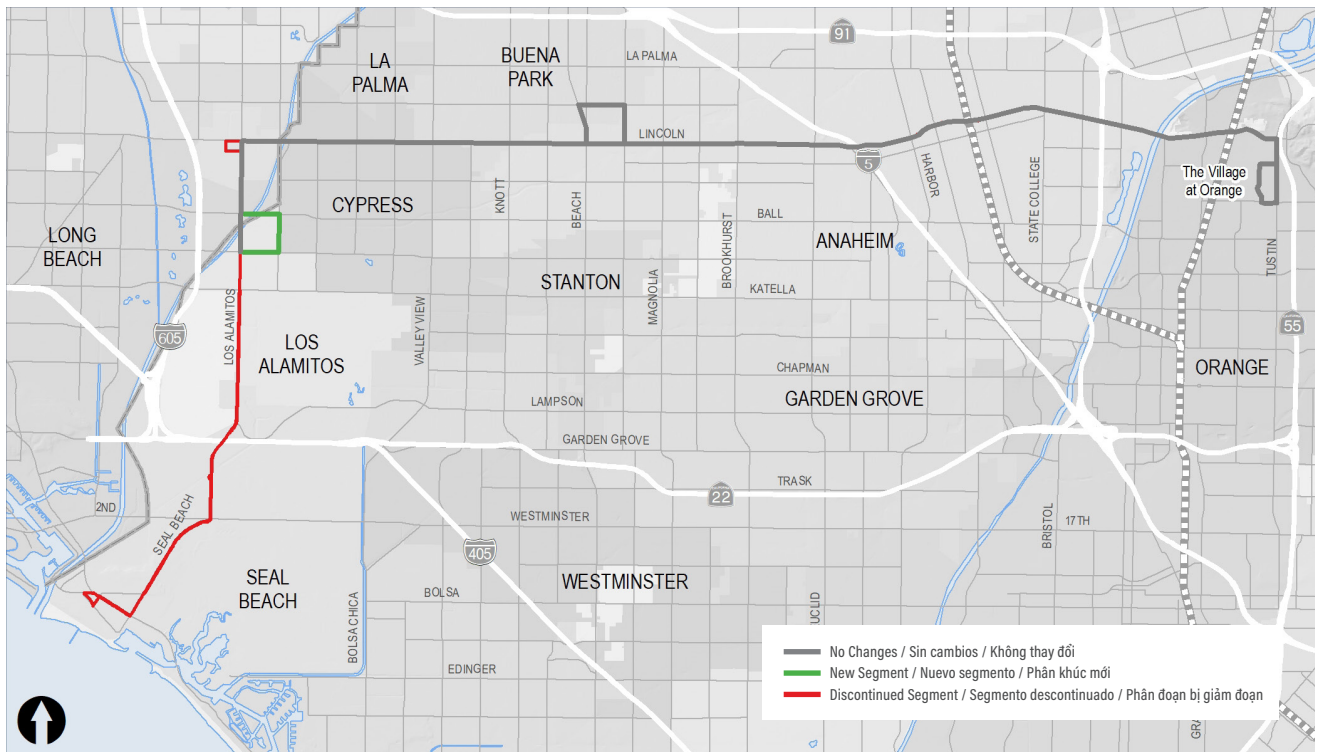 91
LA
PALMA
BUENA
PARK
LA PALMA
LINCOLN
5
HARBOR
STATE COLLEGE
The Village
at Orange
TUSTIN
CYPRESS
KNOTT
BEACH
BALL
BROOKHURST
ANAHEIM
LONG
BEACH
STANTON
MAGNOLIA
KATELLA
605
LOS ALAMITOS
LOS
ALAMITOS
VALLEY VIEW
55
CHAPMAN
ORANGE
LAMPSON
GARDEN GROVE
GARDEN GROVE
TRASK
22
2ND
SEAL BEACH
WESTMINSTER
BRISTOL
17TH
405
SEAL
BEACH
WESTMINSTER
BOLSA
BOLSA CHICA
UCLID
EDINGER
GRA
No Changes / Sin cambios / Không thay đổi
New Segment / Nuevo segmento / Phân khúc mới
Discontinued Segment / Segmento descontinuado / Phân đoạn bị giảm đoạn